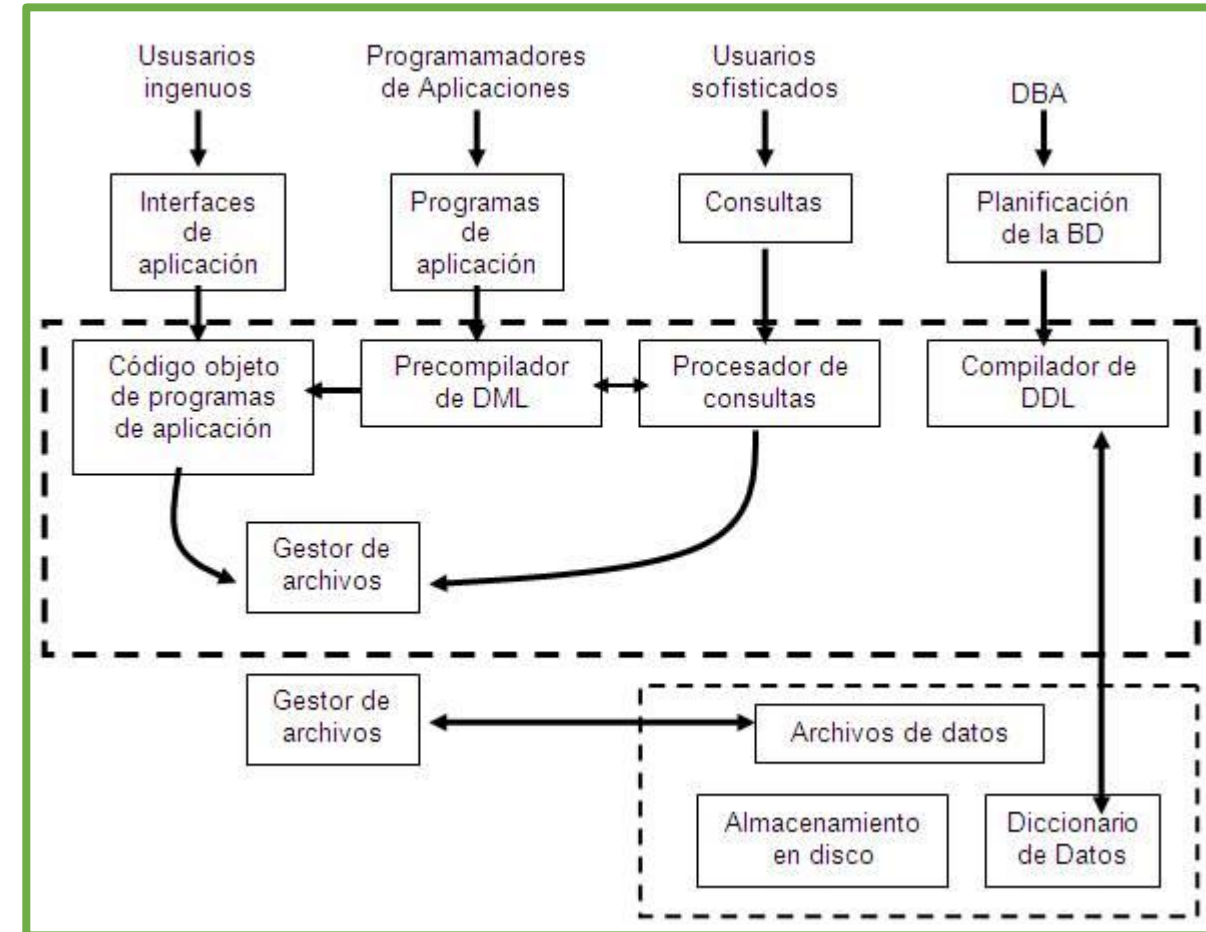 Ususarios
ingenuos
Programamadores
de Aplicaciones
Usuarios
sofisticados
DBA
Interfaces
de
aplicación
Programas
de
aplicación
Consultas
Planificación
de la BD
Código objeto
de programas
de aplicación
Precompilador
de DML
Procesador de
consultas
Compilador de
DDL
Gestor de
archivos
Gestor de
archivos
Archivos de datos
Almacenamiento
en disco
Diccionario
de Datos